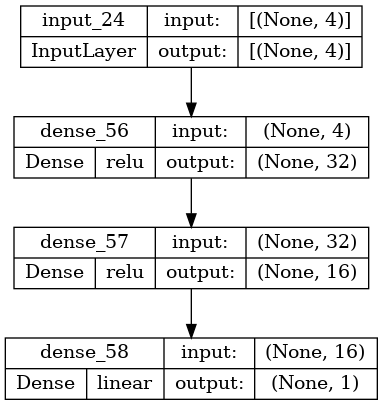 input_24 input: [(None, 4)]
InputLayer output: [(None, 4)]
dense_56 input: (None, 4)
Dense relu output: (None, 32)
dense_57 input: (None, 32)
Dense relu output: (None, 16)
dense_58 input: (None, 16)
Dense linear output: (None, 1)